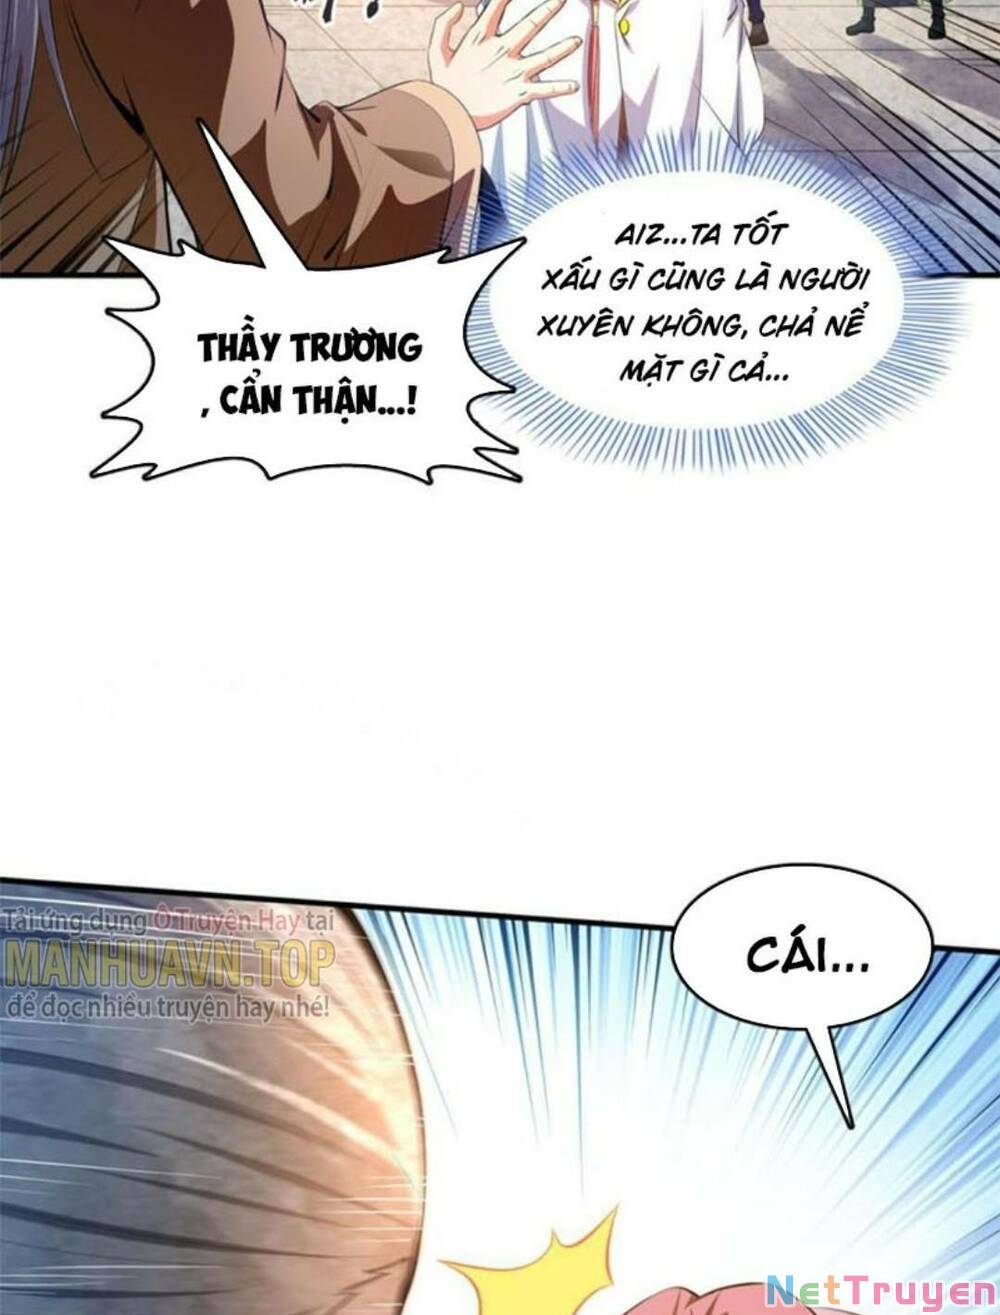 AIZ...TA TỐT
XẤU GÌ CŨNG LÀ NGƯỜI
XUYÊN KHÔNG, CHẢ NỂ
MẶT GÌ CẢ...
THẦY TRƯƠNG
, CẨN THẬN...!
CÁI...
Tải ứng dụng ÔTruyện Hay tại
MANHUAVN.TOP
để đọc nhiều truyện hay nhé!
NetTruyen